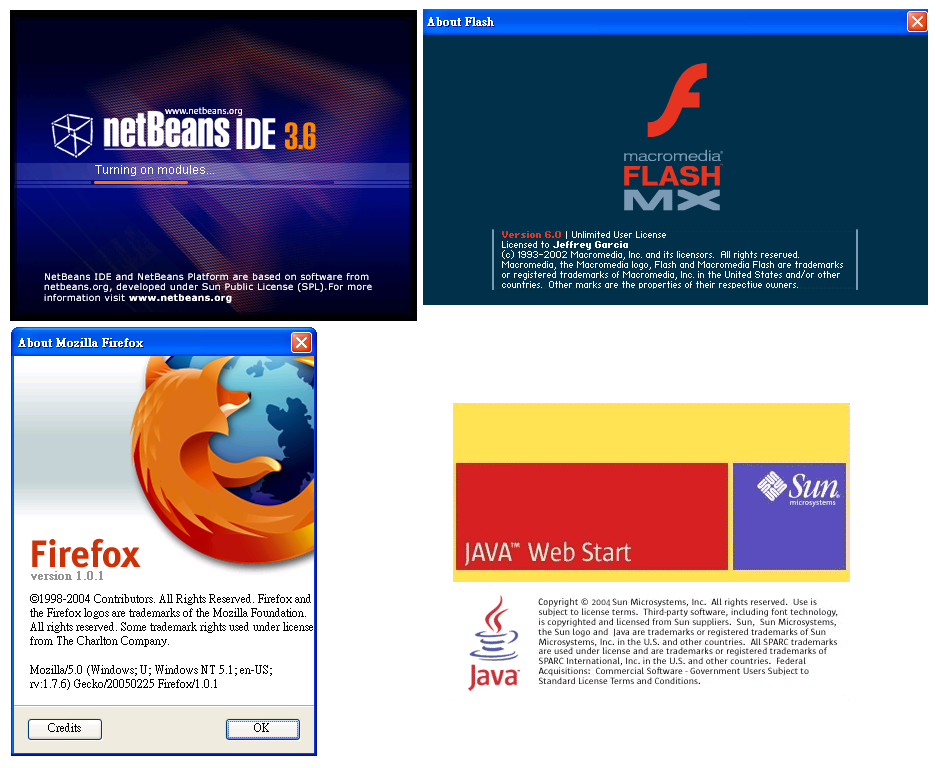 www.netbeans.org
netBeans IDE 3.6
Turning on modules...
NetBeans IDE and NetBeans Platform are based on software from
netbeans.org, developed under Sun Public License (SPL).For more
information visit www.netbeans.org
About Flash
macromedia®
FLASH
MX
Version 6.0 | Unlimited User License
Licensed to Jeffrey Garcia
(c) 1993-2002 Macromedia, Inc. and its licensors. All rights reserved.
Macromedia, the Macromedia logo, Flash and Macromedia Flash are trademarks
or registered trademarks of Macromedia, Inc. in the United States and/or other
countries. Other marks are the properties of their respective owners.
About Mozilla Firefox
Firefox
version 1.0.1
©1998-2004 Contributors. All Rights Reserved. Firefox and
the Firefox logos are trademarks of the Mozilla Foundation.
All rights reserved. Some trademark rights used under license
from The Charlton Company.
Mozilla/5.0 (Windows; U; Windows NT 5.1; en-US;
rv:1.7.6) Gecko/20050225 Firefox/1.0.1
Credits
OK
Sun
microsystems
JAVA™ Web Start
Java
Copyright © 2004 Sun Microsystems, Inc. All rights reserved. Use is
subject to license terms. Third-party software, including font technology,
is copyrighted and licensed from Sun suppliers. Sun, Sun Microsystems,
the Sun logo and Java are trademarks or registered trademarks of Sun
Microsystems, Inc. in the U.S. and other countries. All SPARC trademarks
are used under license and are trademarks or registered trademarks of
SPARC International, Inc. in the U.S. and other countries. Federal
Acquisitions: Commercial Software - Government Users Subject to
Standard License Terms and Conditions.